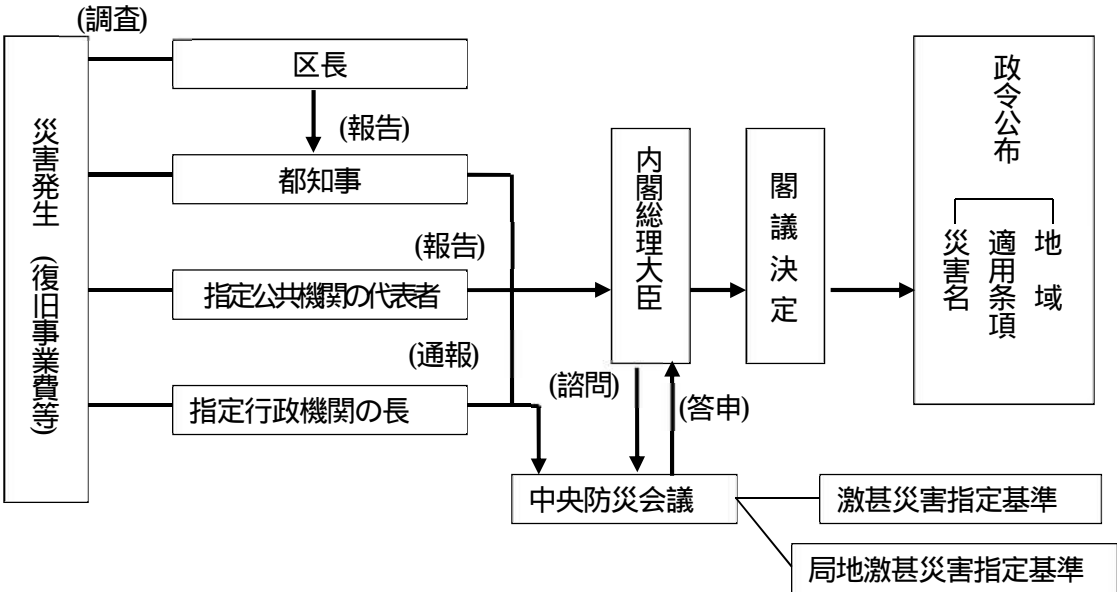 (調査)
災害発生 (復旧事業費等)
区長
(報告)
都知事
(報告)
指定公共機関の代表者
(通報)
指定行政機関の長
内閣総理大臣
閣議決定
政令公布
災害名
適用条項
地域
(諮問)
(答申)
中央防災会議
激甚災害指定基準
局地激甚災害指定基準